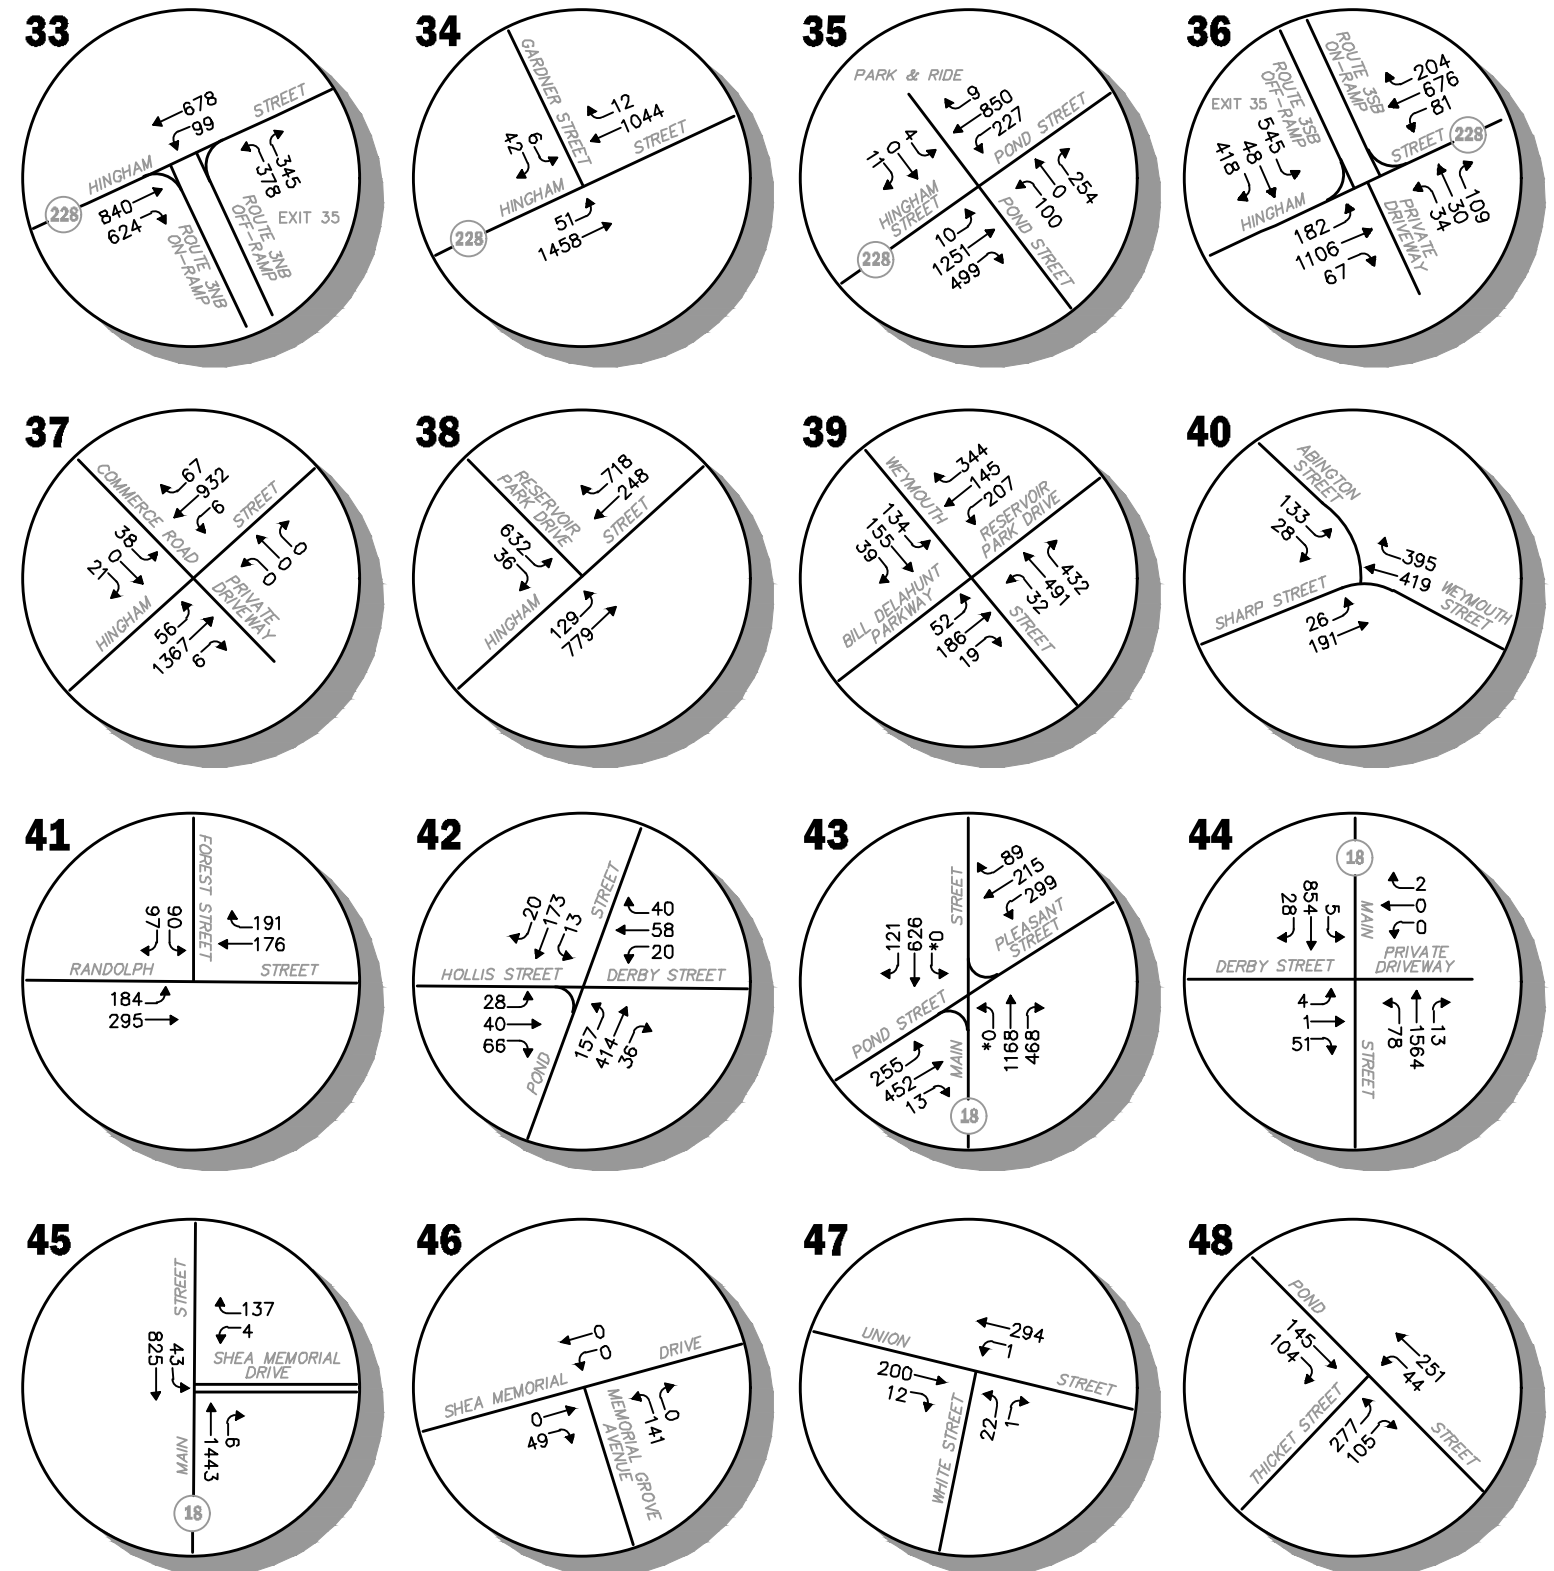 33
678
99
STREET
HINGHAM
228
840
624
345
378
EXIT 35
ROUTE 3NB
OFF-RAMP
ROUTE 3NB
ON-RAMP
34
GARDNER STREET
12
1044
STREET
6
42
HINGHAM
228
51
1458
35
PARK & RIDE
9
850
227
POND STREET
4
0
11
HINGHAM
STREET
228
254
0
100
10
1251
499
POND STREET
36
ROUTE 3SB
ON-RAMP
ROUTE 3SB
OFF-RAMP
EXIT 35
204
676
81
STREET
228
545
48
418
HINGHAM
182
1106
67
109
30
34
PRIVATE
DRIVEWAY
37
COMMERCE ROAD
67
932
6
STREET
38
0
21
HINGHAM
0
0
0
PRIVATE
DRIVEWAY
56
1367
6
38
RESERVOIR
PARK DRIVE
718
248
STREET
632
36
HINGHAM
129
779
39
WEYMOUTH
344
145
207
RESERVOIR
PARK DRIVE
134
155
39
BILL DELAHUNT
PARKWAY
432
491
32
52
186
19
STREET
40
ABINGTON
STREET
133
28
395
419
SHARP STREET
WEYMOUTH
STREET
26
191
41
FOREST STREET
97
90
191
176
RANDOLPH
STREET
184
295
42
STREET
20
173
13
40
58
20
HOLLIS STREET
DERBY STREET
28
40
66
157
414
36
POND
43
STREET
89
215
299
PLEASANT
STREET
121
626
*0
POND STREET
255
452
13
MAIN
*0
1168
468
18
44
18
28
854
5
MAIN
2
0
0
DERBY STREET
PRIVATE
DRIVEWAY
4
1
51
STREET
78
1564
13
45
STREET
137
4
825
43
SHEA MEMORIAL
DRIVE
MAIN
1443
6
18
46
0
0
DRIVE
SHEA MEMORIAL
0
49
141
0
MEMORIAL GROVE
AVENUE
47
UNION
294
1
200
12
STREET
WHITE STREET
22
1
48
POND
145
104
251
44
THICKET STREET
277
105
STREET